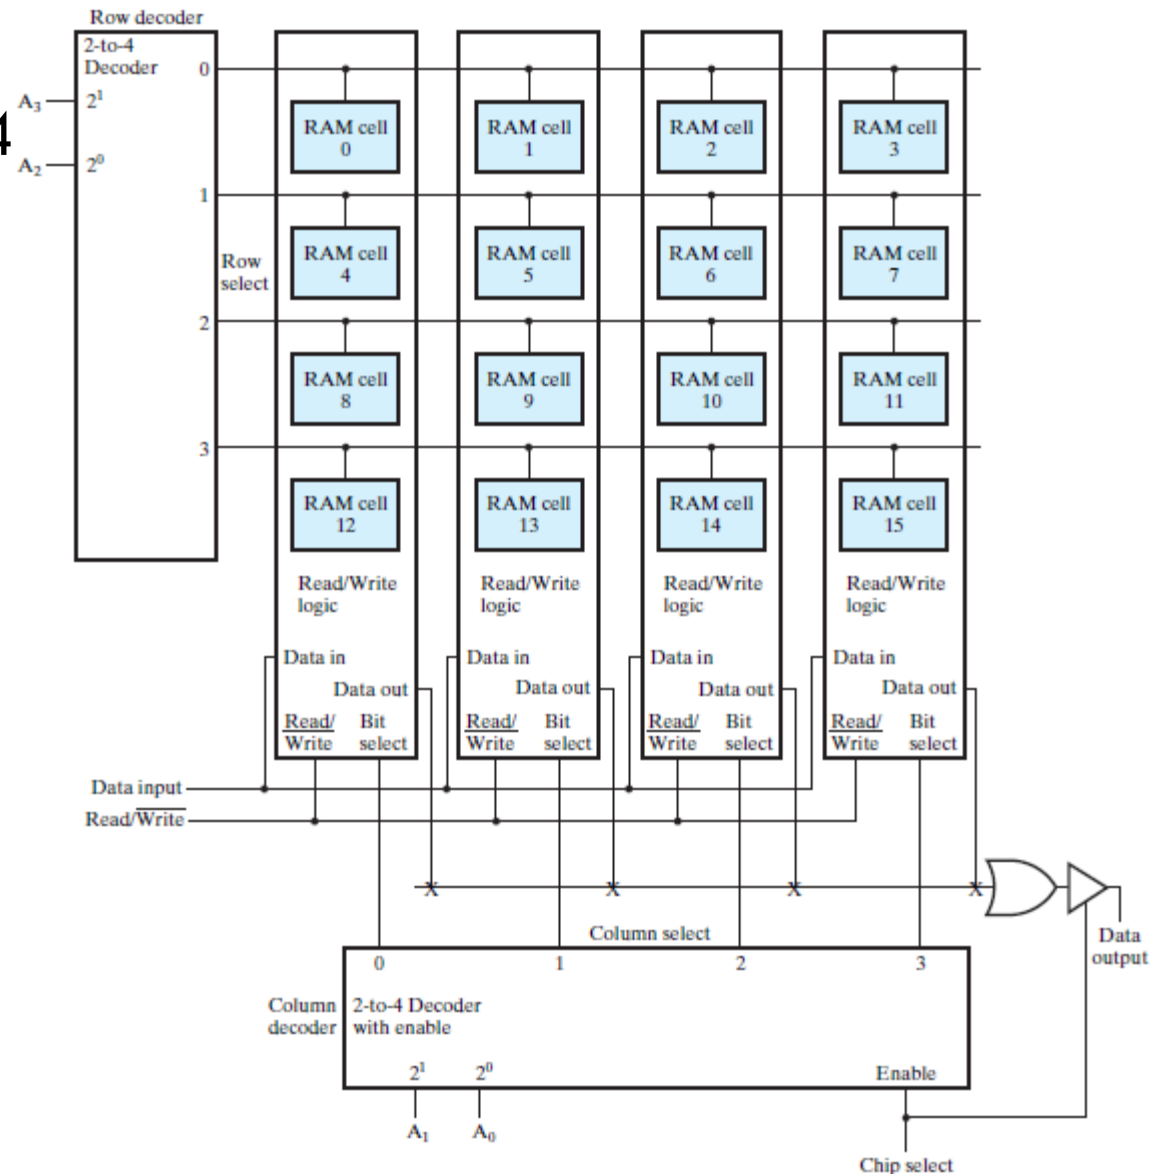 Row decoder
2-to-4
Decoder
0
A₃
2¹
4
A₂
2⁰
RAM cell
0
RAM cell
1
RAM cell
2
RAM cell
3
1
Row
select
RAM cell
4
RAM cell
5
RAM cell
6
RAM cell
7
2
RAM cell
8
RAM cell
9
RAM cell
10
RAM cell
11
3
RAM cell
12
RAM cell
13
RAM cell
14
RAM cell
15
Read/Write
logic
Read/Write
logic
Read/Write
logic
Read/Write
logic
Data in
Data in
Data in
Data in
Data out
Data out
Data out
Data out
Read/
Write
Bit
select
Read/
Write
Bit
select
Read/
Write
Bit
select
Read/
Write
Bit
select
Data input
Read/W̅r̅i̅t̅e̅
X
X
X
X
Data
output
Column select
0
1
2
3
Column
decoder
2-to-4 Decoder
with enable
2¹
2⁰
Enable
A₁
A₀
Chip select